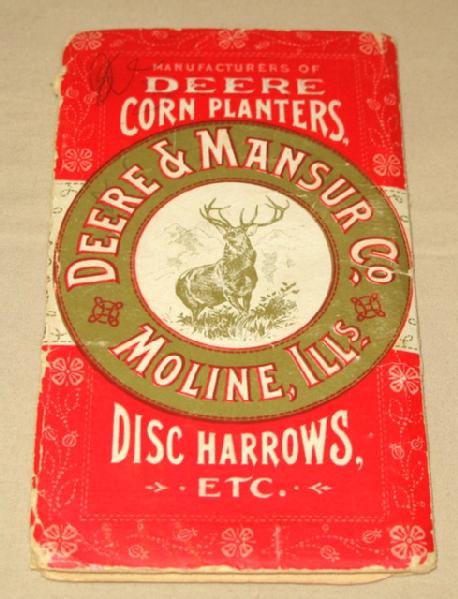 MANUFACTURERS OF
DEERE
CORN PLANTERS,
DEERE & MANSUR CO
MOLINE, ILLS.
DISC HARROWS,
ETC.